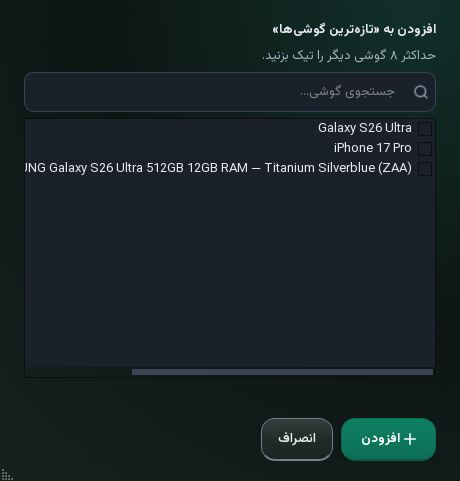 افزودن به «تازه‌ترین گوشی‌ها»
حداکثر ۸ گوشی دیگر را تیک بزنید.
جستجوی گوشی...
Galaxy S26 Ultra
iPhone 17 Pro
Galaxy S26 Ultra 512GB 12GB RAM — Titanium Silverblue (ZAA)
افزودن
انصراف